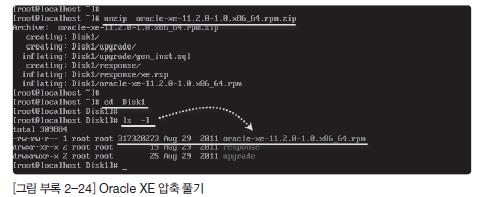 [root@localhost ~]#
[root@localhost ~]# unzip oracle-xe-11.2.0-1.0.x86_64.rpm.zip
Archive: oracle-xe-11.2.0-1.0.x86_64.rpm.zip
creating: Disk1/
creating: Disk1/upgrade/
inflating: Disk1/upgrade/gen_inst.sql
creating: Disk1/response/
inflating: Disk1/response/xe.rsp
inflating: Disk1/oracle-xe-11.2.0-1.0.x86_64.rpm
[root@localhost ~]#
[root@localhost ~]# cd Disk1
[root@localhost Disk1]#
[root@localhost Disk1]# ls -l
total 309884
-rw-rw-r-- 1 root root 317320273 Aug 29 2011 oracle-xe-11.2.0-1.0.x86_64.rpm
drwxr-xr-x 2 root root 19 Aug 29 2011 response
drwxrwxr-x 2 root root 25 Aug 29 2011 upgrade
[root@localhost Disk1]# _
[그림 부록 2-24] Oracle XE 압축 풀기